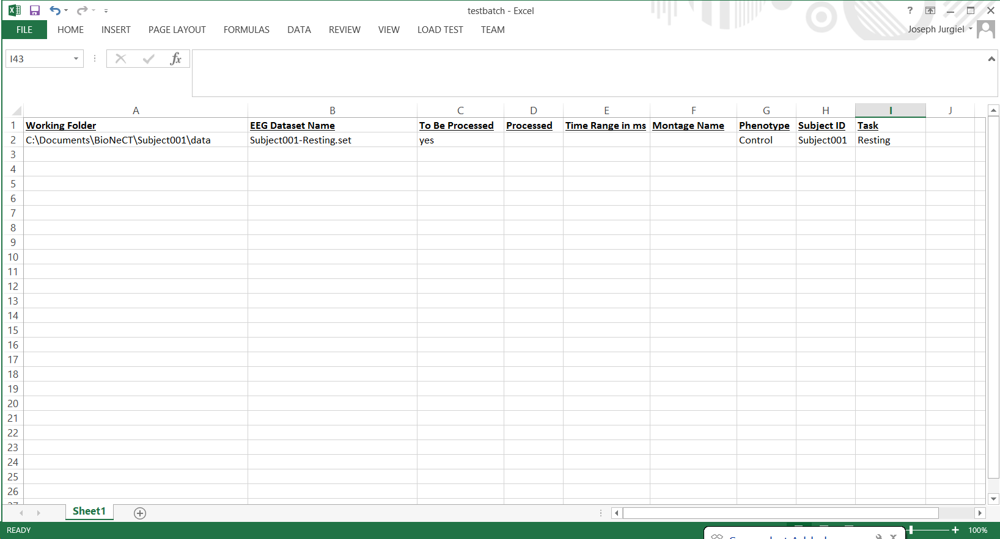 testbatch - Excel
?
FILE HOME INSERT PAGE LAYOUT FORMULAS DATA REVIEW VIEW LOAD TEST TEAM
Joseph Jurgiel
I43
fx
A B C D E F G H I J
1 Working Folder EEG Dataset Name To Be Processed Processed Time Range in ms Montage Name Phenotype Subject ID Task
2 C:\Documents\BioNeCT\Subject001\data Subject001-Resting.set yes Control Subject001 Resting
3
4
5
6
7
8
9
10
11
12
13
14
15
16
17
18
19
20
21
22
23
24
25
26
Sheet1
READY
100%